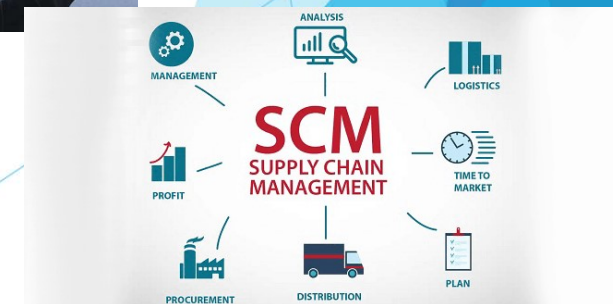 ANALYSIS
MANAGEMENT
LOGISTICS
SCM
SUPPLY CHAIN
MANAGEMENT
TIME TO
MARKET
PROFIT
PLAN
PROCUREMENT
DISTRIBUTION